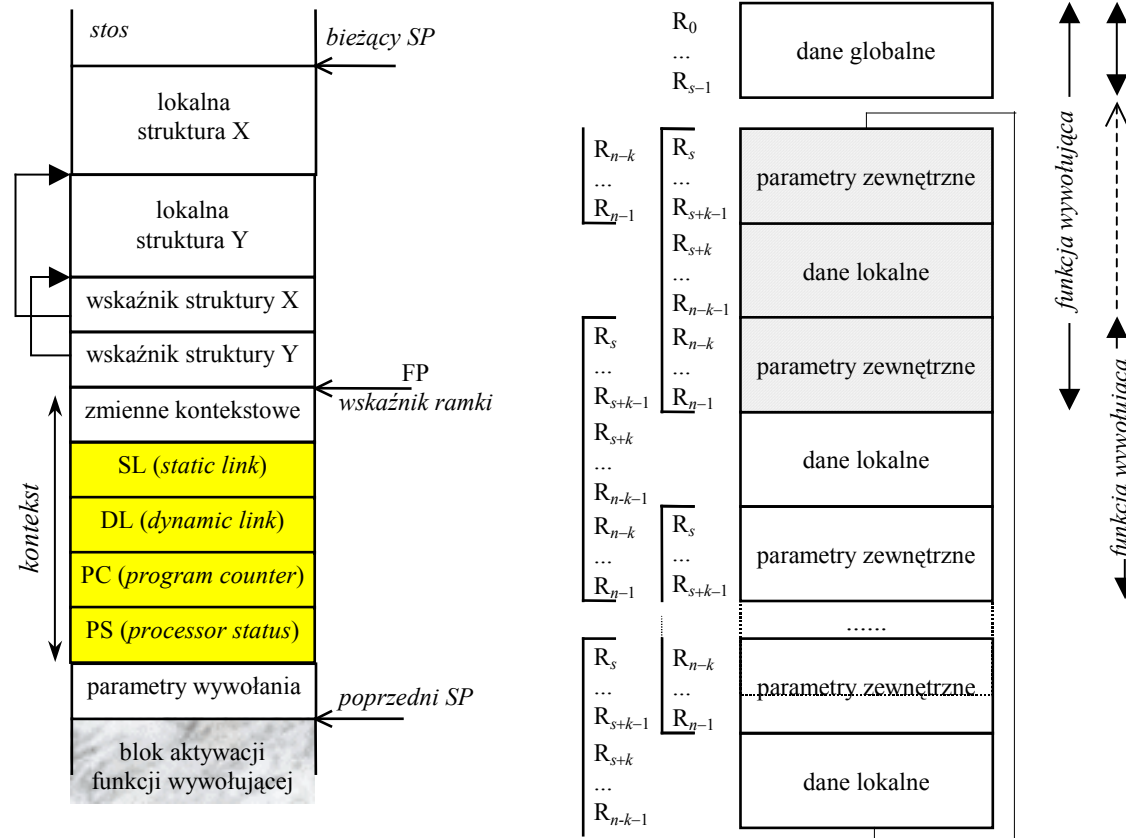 stos
bieżący SP
lokalna
struktura X
lokalna
struktura Y
wskaźnik struktury X
wskaźnik struktury Y
FP
wskaźnik ramki
zmienne kontekstowe
SL (static link)
DL (dynamic link)
PC (program counter)
PS (processor status)
kontekst
parametry wywołania
poprzedni SP
blok aktywacji
funkcji wywołującej
R0
...
Rs–1
dane globalne
Rn–k
...
Rn–1
Rs
...
Rs+k–1
parametry zewnętrzne
Rs+k
...
Rn–k–1
dane lokalne
Rs
...
Rs+k–1
Rn–k
...
Rn–1
parametry zewnętrzne
Rs+k
...
Rn-k–1
dane lokalne
Rn–k
...
Rn–1
Rs
...
Rs+k–1
parametry zewnętrzne
......
Rs
...
Rs+k–1
Rn–k
...
Rn–1
parametry zewnętrzne
Rs+k
...
Rn-k–1
dane lokalne
funkcja wywołująca
funkcja wywołująca